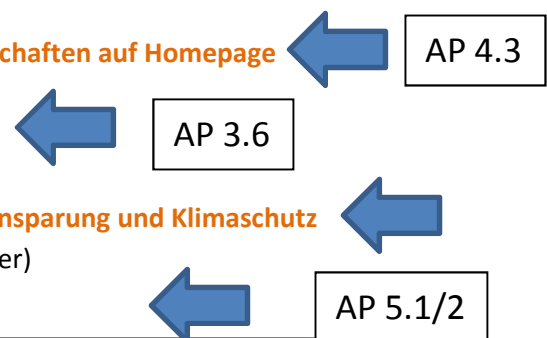 chaften auf Homepage AP 4.3
AP 3.6
nsparung und Klimaschutz
er)
AP 5.1/2